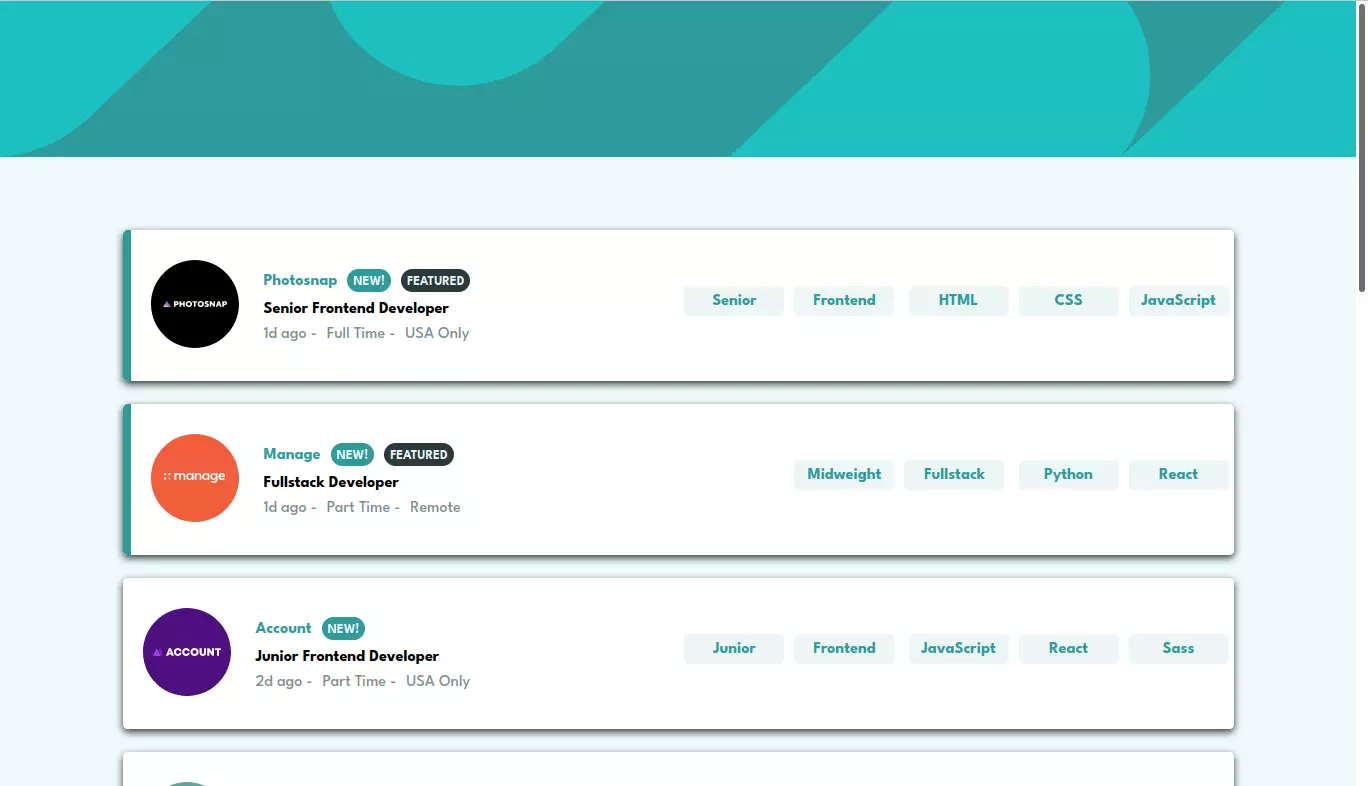 PHOTOSNAP
Photosnap NEW! FEATURED
Senior Frontend Developer
1d ago - Full Time - USA Only
Senior Frontend HTML CSS JavaScript
manage
Manage NEW! FEATURED
Fullstack Developer
1d ago - Part Time - Remote
Midweight Fullstack Python React
ACCOUNT
Account NEW!
Junior Frontend Developer
2d ago - Part Time - USA Only
Junior Frontend JavaScript React Sass